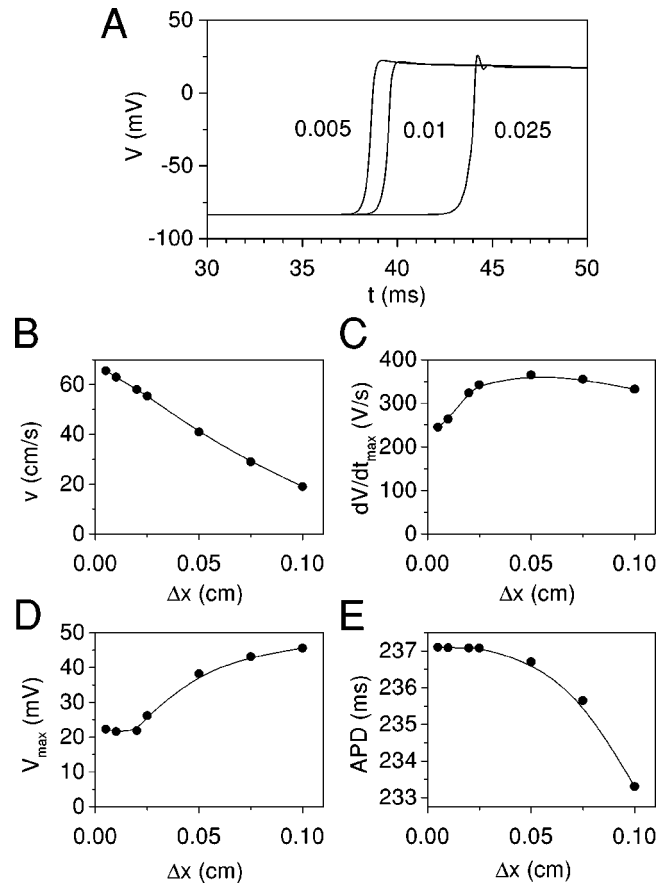 A
50
0
-50
-100
V (mV)
0.005
0.01
0.025
30
35
40
45
50
t (ms)
B
60
40
20
0
v (cm/s)
0.00
0.05
0.10
Δx (cm)
C
400
300
200
100
0
dV/dt_max (V/s)
0.00
0.05
0.10
Δx (cm)
D
50
40
30
20
10
0
V_max (mV)
0.00
0.05
0.10
Δx (cm)
E
237
236
235
234
233
APD (ms)
0.00
0.05
0.10
Δx (cm)